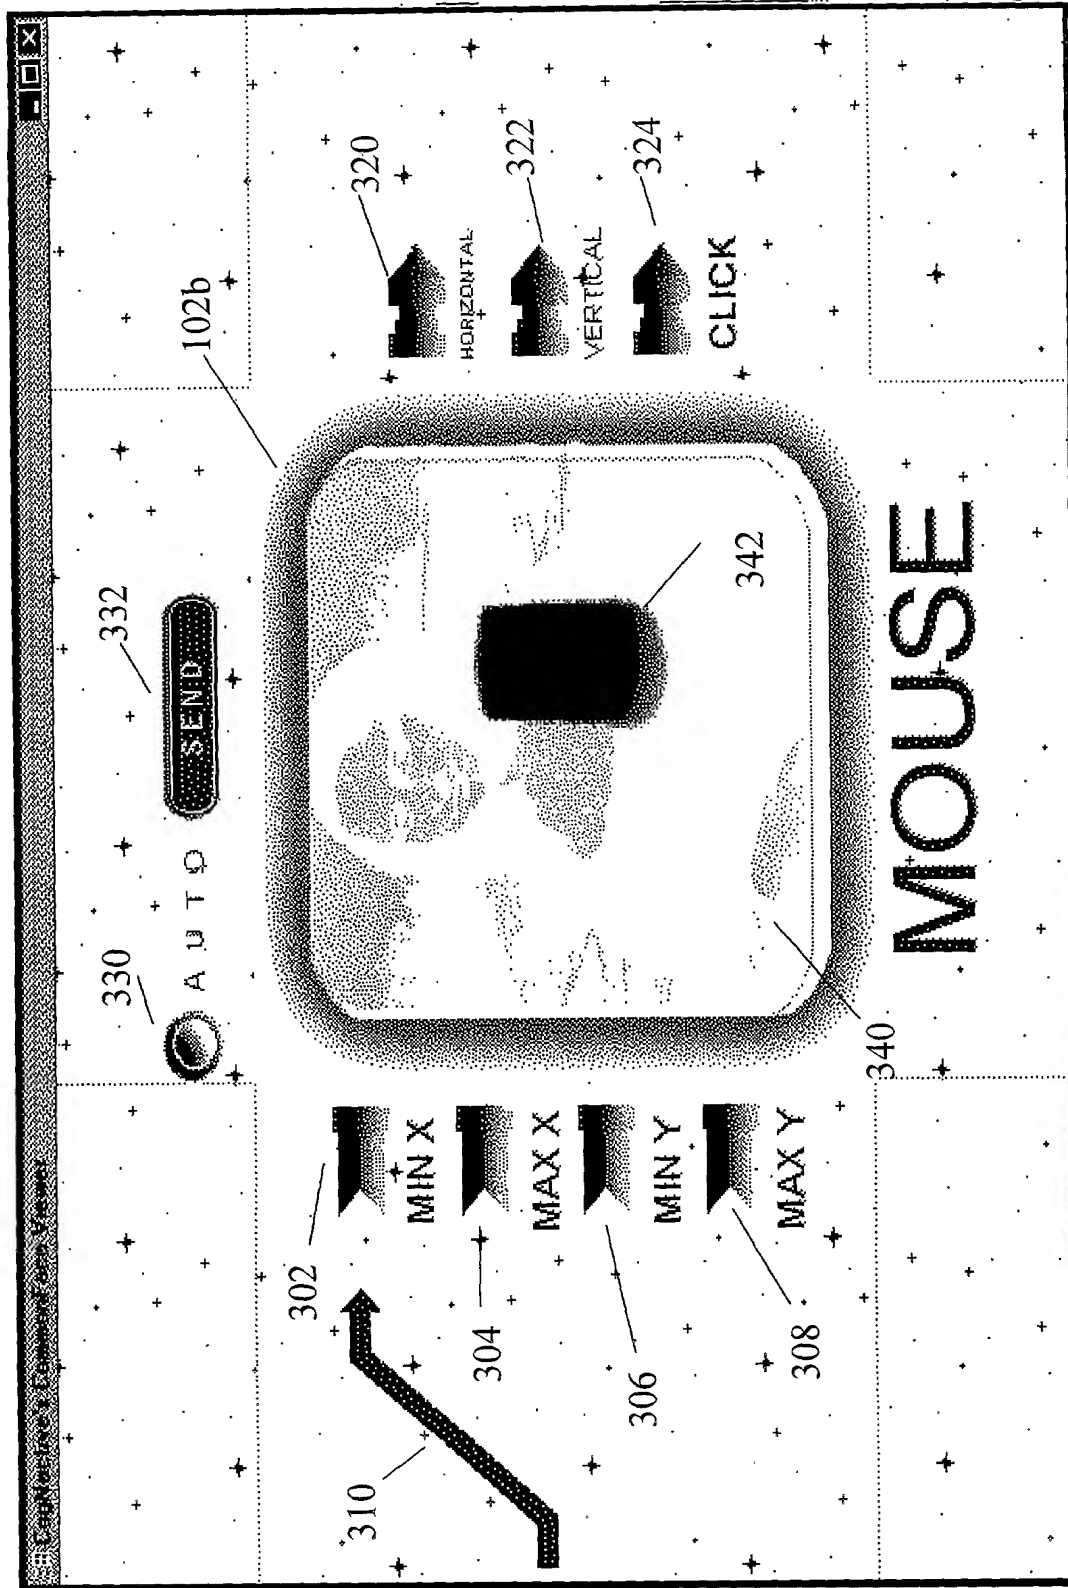 330
332
AUTO
SEND
102b
302
MIN X
304
MAX X
306
MIN Y
308
MAX Y
310
320
HORIZONTAL
322
VERTICAL
324
CLICK
342
340
MOUSE